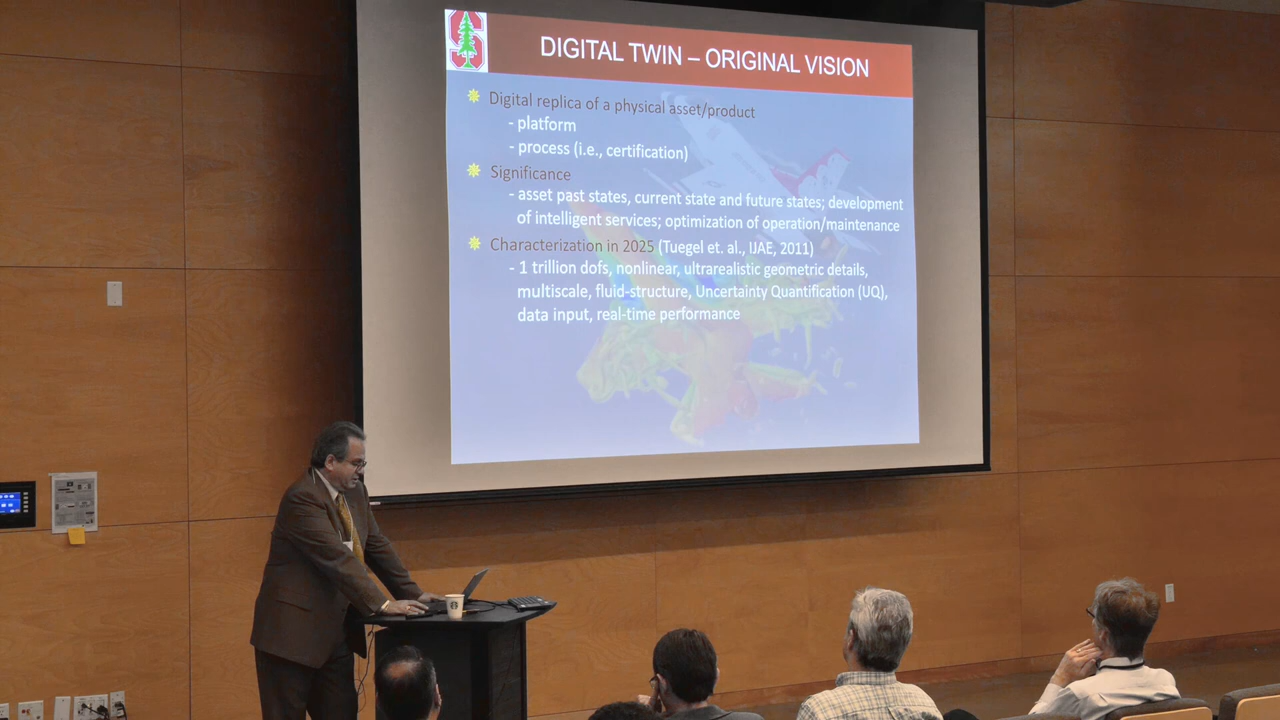 DIGITAL TWIN – ORIGINAL VISION
Digital replica of a physical asset/product
- platform
- process (i.e., certification)
Significance
- asset past states, current state and future states; development
of intelligent services; optimization of operation/maintenance
Characterization in 2025 (Tuegel et. al., IJAE, 2011)
- 1 trillion dofs, nonlinear, ultrarealistic geometric details,
multiscale, fluid-structure, Uncertainty Quantification (UQ),
data input, real-time performance